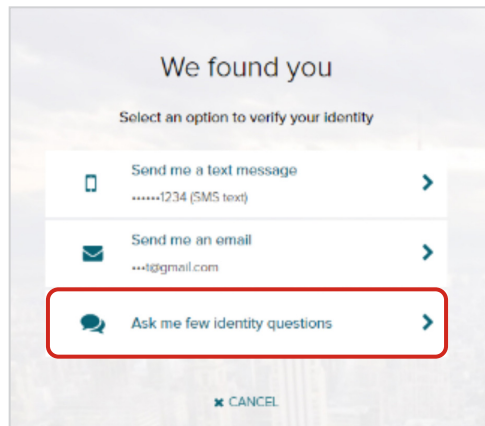 We found you
Select an option to verify your identity
Send me a text message
••••••1234 (SMS text)
Send me an email
•••t@gmail.com
Ask me few identity questions
✖ CANCEL